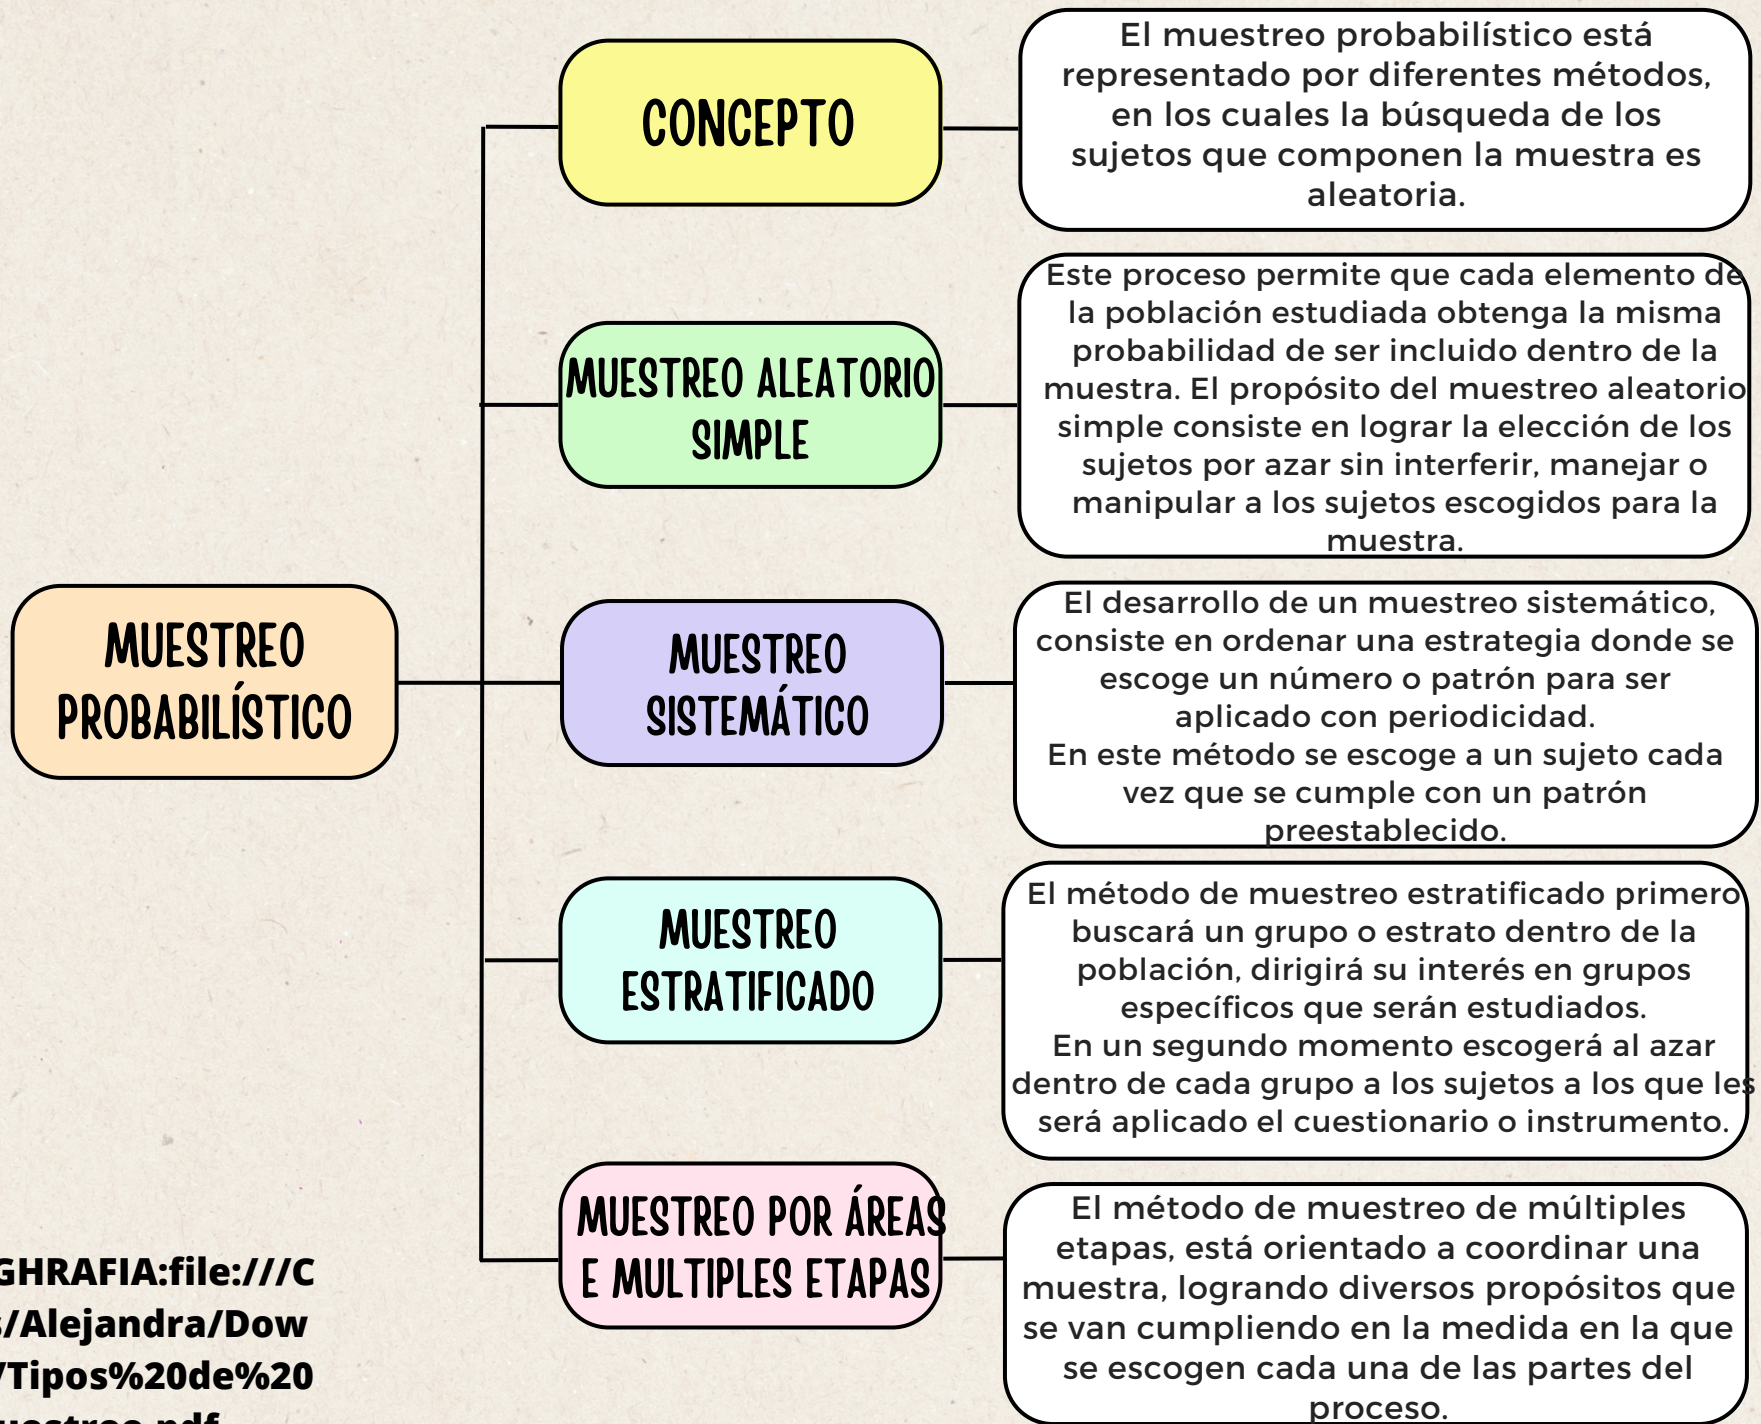 MUESTREO
PROBABILÍSTICO
CONCEPTO
El muestreo probabilístico está
representado por diferentes métodos,
en los cuales la búsqueda de los
sujetos que componen la muestra es
aleatoria.
MUESTREO ALEATORIO
SIMPLE
Este proceso permite que cada elemento de
la población estudiada obtenga la misma
probabilidad de ser incluido dentro de la
muestra. El propósito del muestreo aleatorio
simple consiste en lograr la elección de los
sujetos por azar sin interferir, manejar o
manipular a los sujetos escogidos para la
muestra.
MUESTREO
SISTEMÁTICO
El desarrollo de un muestreo sistemático,
consiste en ordenar una estrategia donde se
escoge un número o patrón para ser
aplicado con periodicidad.
En este método se escoge a un sujeto cada
vez que se cumple con un patrón
preestablecido.
MUESTREO
ESTRATIFICADO
El método de muestreo estratificado primero
buscará un grupo o estrato dentro de la
población, dirigirá su interés en grupos
específicos que serán estudiados.
En un segundo momento escogerá al azar
dentro de cada grupo a los sujetos a los que les
será aplicado el cuestionario o instrumento.
MUESTREO POR ÁREAS
E MULTIPLES ETAPAS
El método de muestreo de múltiples
etapas, está orientado a coordinar una
muestra, logrando diversos propósitos que
se van cumpliendo en la medida en la que
se escogen cada una de las partes del
proceso.
GHRAFIA:file:///C
s/Alejandra/Dow
/Tipos%20de%20
uestreo.pdf